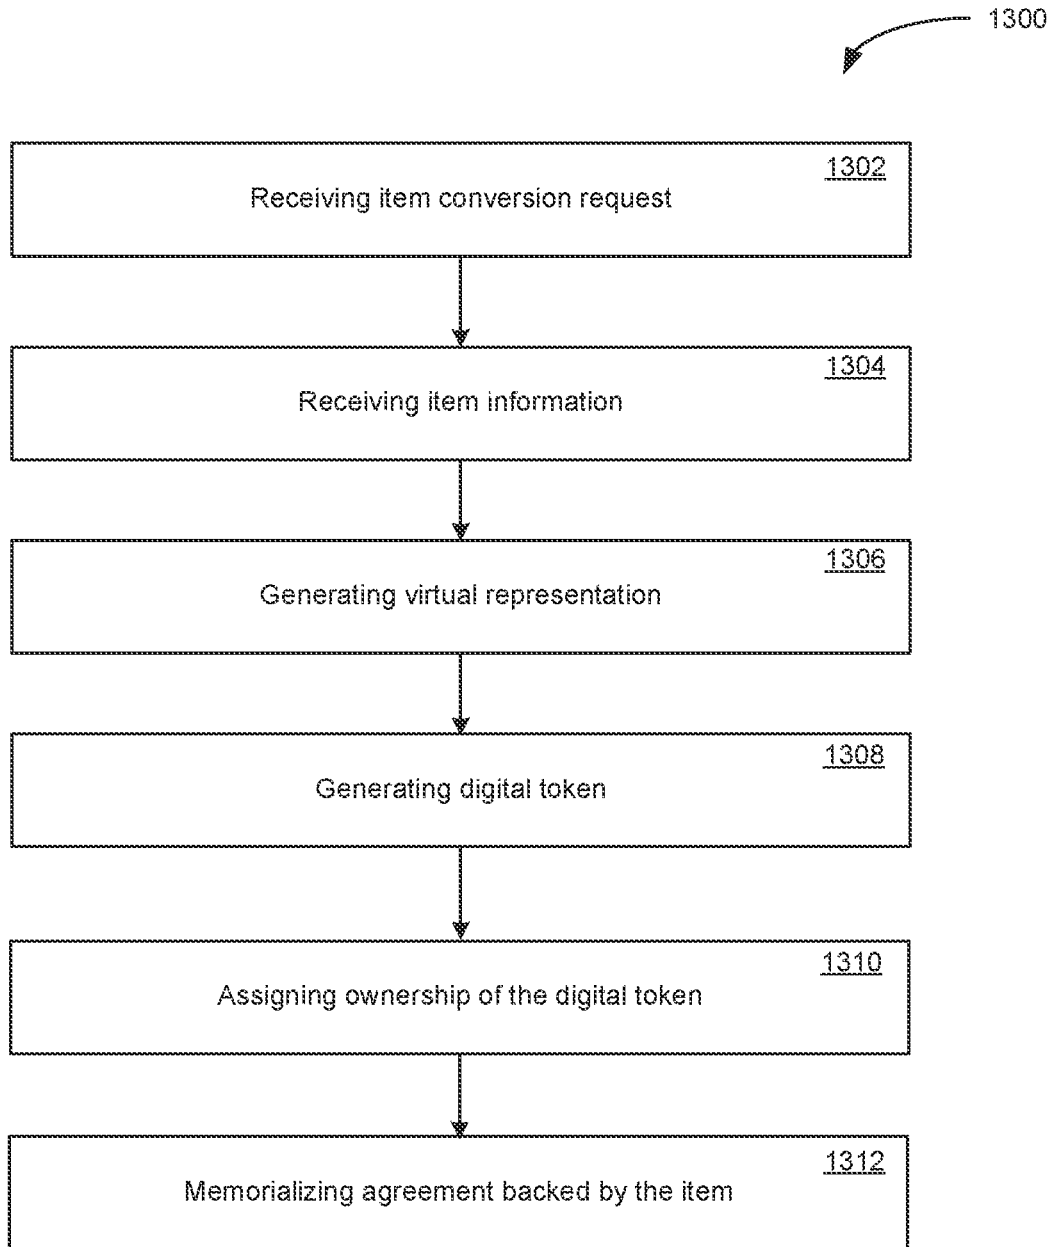 1300
1302
Receiving item conversion request
1304
Receiving item information
1306
Generating virtual representation
1308
Generating digital token
1310
Assigning ownership of the digital token
1312
Memorializing agreement backed by the item